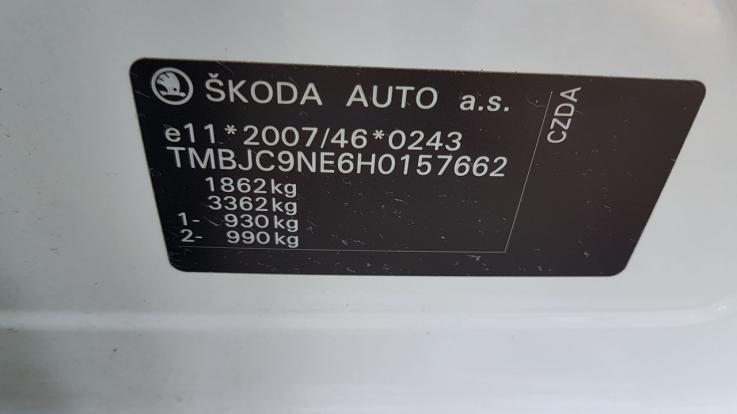 ŠKODA AUTO a.s.
e11*2007/46*0243
TMBJC9NE6H0157662
1862kg
3362kg
1- 930kg
2- 990kg
CZDA